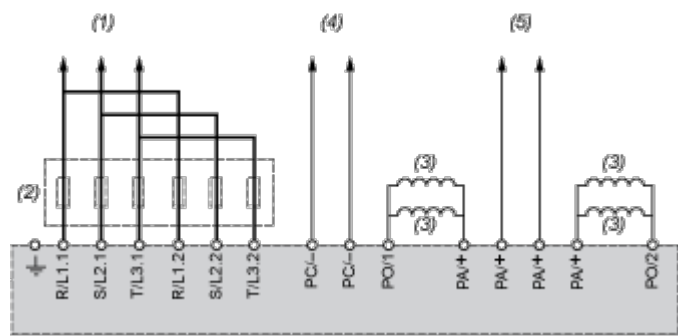 (1) (4) (5)
(3) (3)
(2)
(3) (3)
R/L1.1 S/L2.1 T/L3.1 R/L1.2 S/L2.2 T/L3.2 PC/– PC/– PO/1 PA/+ PA/+ PA/+ PA/+ PO/2